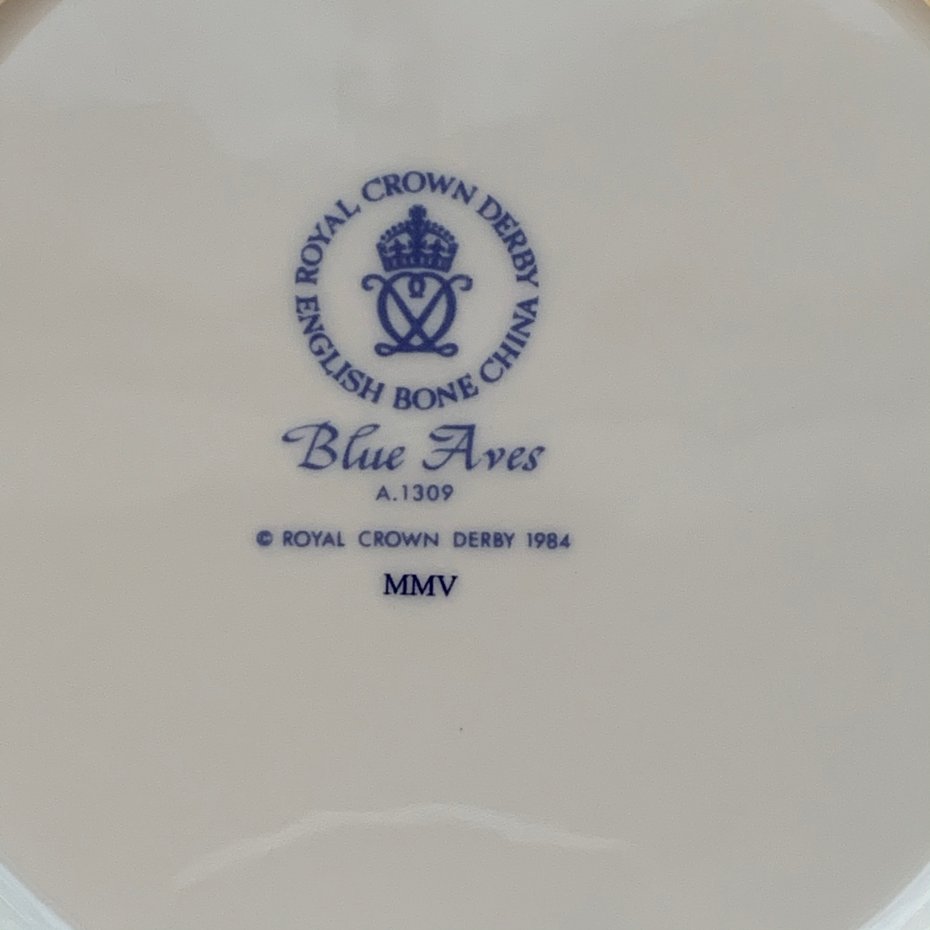 ROYAL CROWN DERBY
ENGLISH BONE CHINA
Blue Aves
A.1309
© ROYAL CROWN DERBY 1984
MMV